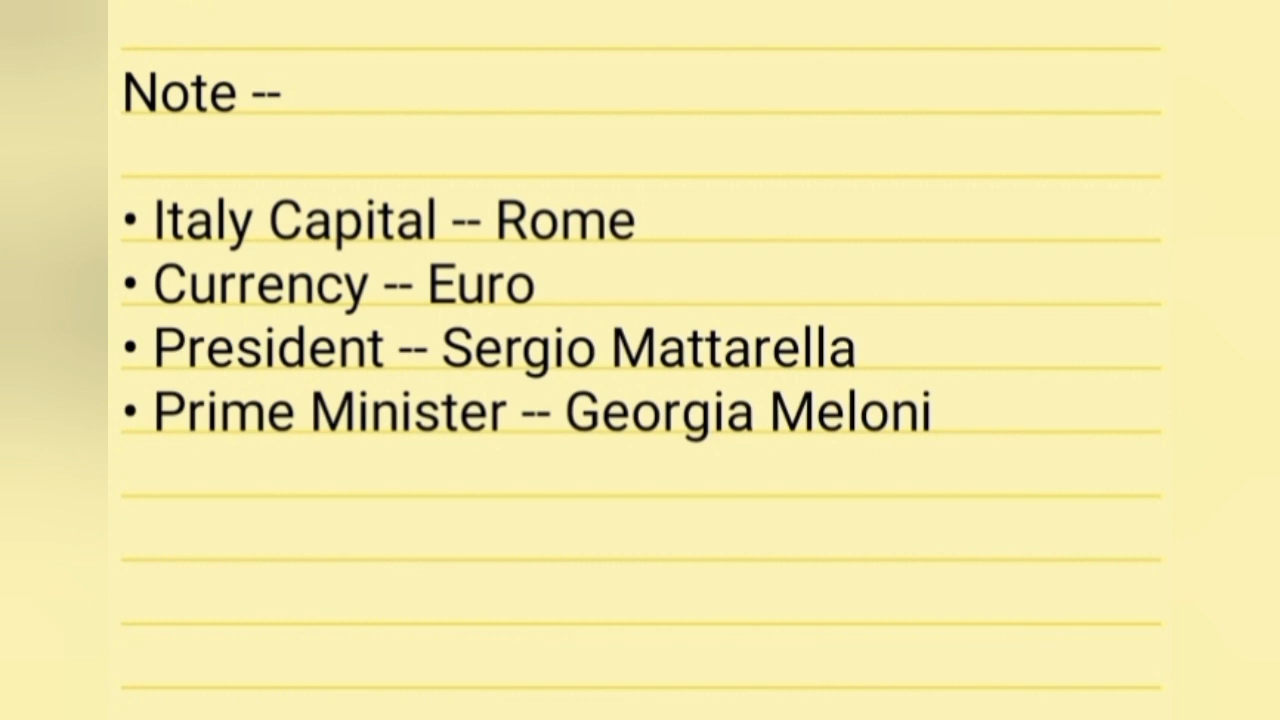 Note --
• Italy Capital -- Rome
• Currency -- Euro
• President -- Sergio Mattarella
• Prime Minister -- Georgia Meloni